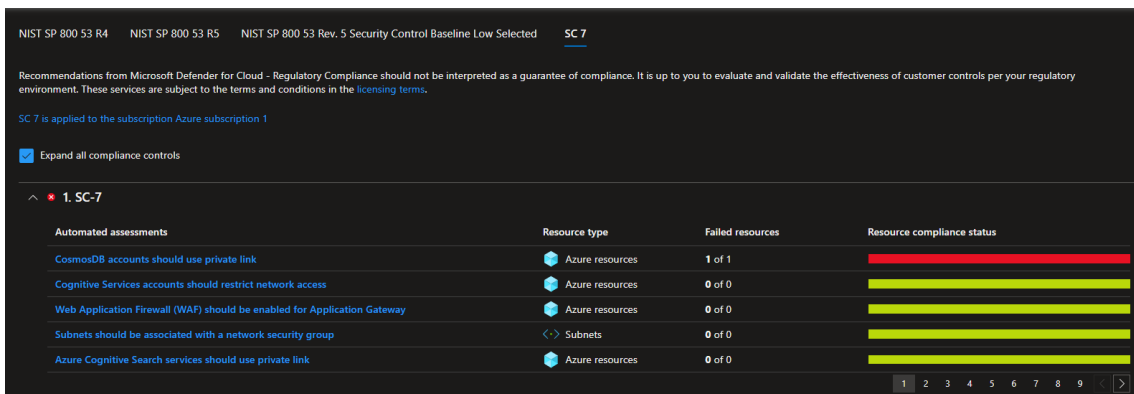 NIST SP 800 53 R4 NIST SP 800 53 R5 NIST SP 800 53 Rev. 5 Security Control Baseline Low Selected SC 7
Recommendations from Microsoft Defender for Cloud - Regulatory Compliance should not be interpreted as a guarantee of compliance. It is up to you to evaluate and validate the effectiveness of customer controls per your regulatory
environment. These services are subject to the terms and conditions in the licensing terms.
SC 7 is applied to the subscription Azure subscription 1
Expand all compliance controls
1. SC-7
Automated assessments Resource type Failed resources Resource compliance status
CosmosDB accounts should use private link Azure resources 1 of 1
Cognitive Services accounts should restrict network access Azure resources 0 of 0
Web Application Firewall (WAF) should be enabled for Application Gateway Azure resources 0 of 0
Subnets should be associated with a network security group Subnets 0 of 0
Azure Cognitive Search services should use private link Azure resources 0 of 0
1 2 3 4 5 6 7 8 9